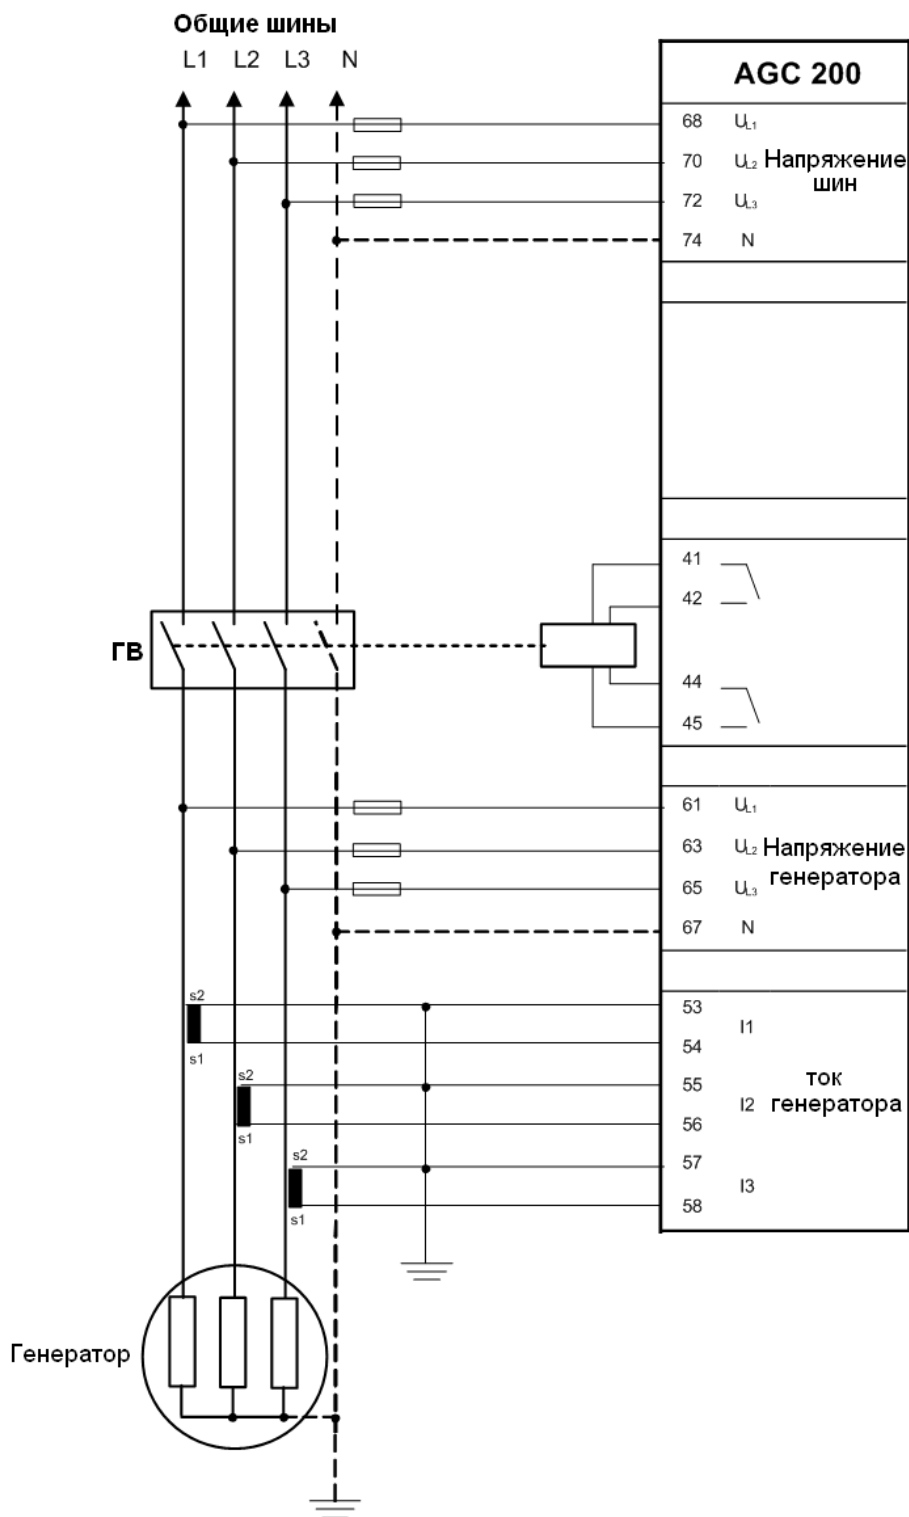 Общие шины
L1 L2 L3 N
AGC 200
68 UL1
70 UL2 Напряжение
шин
72 UL3
74 N
41
42
ГВ
44
45
61 UL1
63 UL2 Напряжение
генератора
65 UL3
67 N
s2
53
I1
54
s1
s2
55
ток
I2 генератора
56
s1
s2
57
I3
58
s1
Генератор